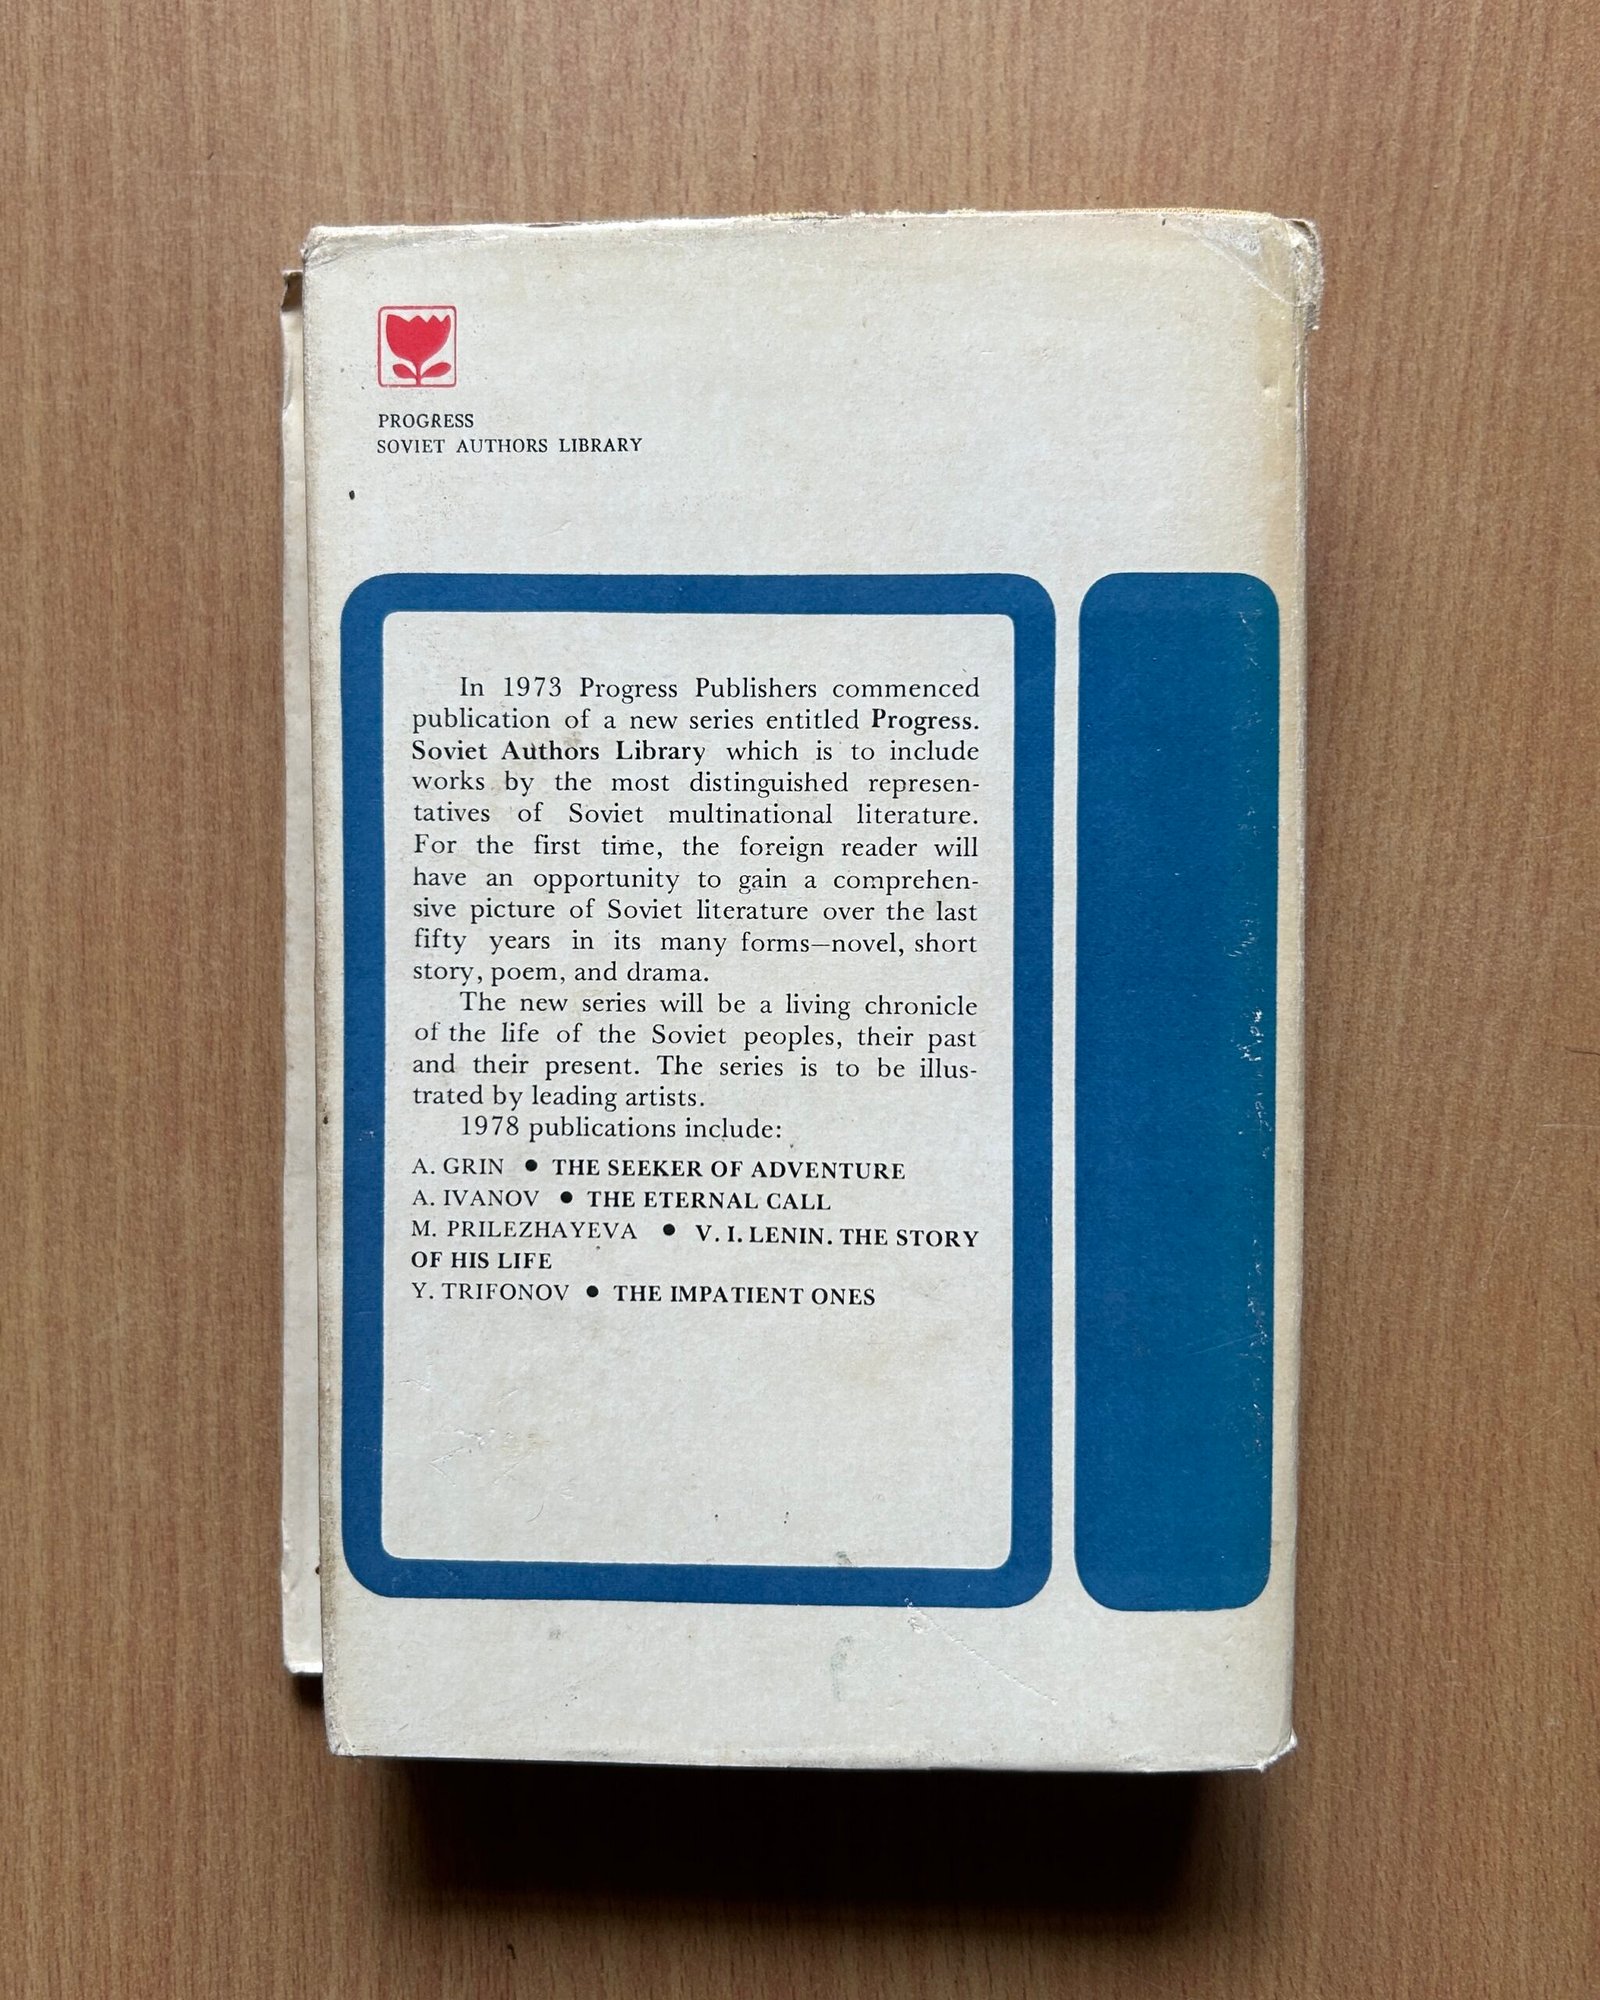 PROGRESS
SOVIET AUTHORS LIBRARY
In 1973 Progress Publishers commenced
publication of a new series entitled Progress.
Soviet Authors Library which is to include
works by the most distinguished represen-
tatives of Soviet multinational literature.
For the first time, the foreign reader will
have an opportunity to gain a comprehen-
sive picture of Soviet literature over the last
fifty years in its many forms—novel, short
story, poem, and drama.
The new series will be a living chronicle
of the life of the Soviet peoples, their past
and their present. The series is to be illus-
trated by leading artists.
1978 publications include:
A. GRIN ● THE SEEKER OF ADVENTURE
A. IVANOV ● THE ETERNAL CALL
M. PRILEZHAYEVA ● V. I. LENIN. THE STORY
OF HIS LIFE
Y. TRIFONOV ● THE IMPATIENT ONES